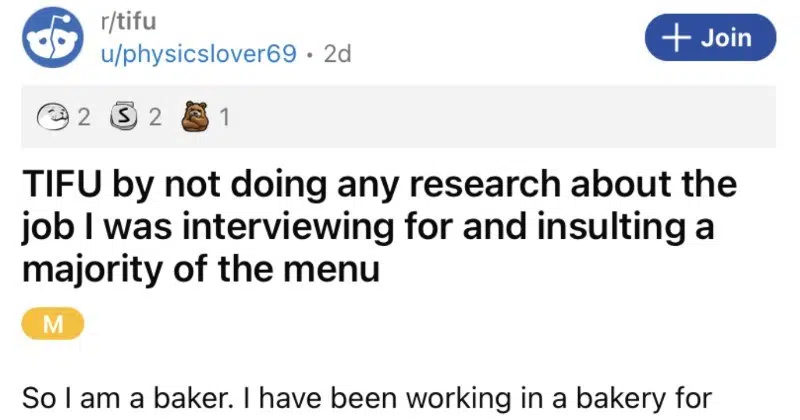 r/tifu
u/physicslover69 • 2d
+ Join
2 S 2 1
TIFU by not doing any research about the
job I was interviewing for and insulting a
majority of the menu
M
So I am a baker. I have been working in a bakery for